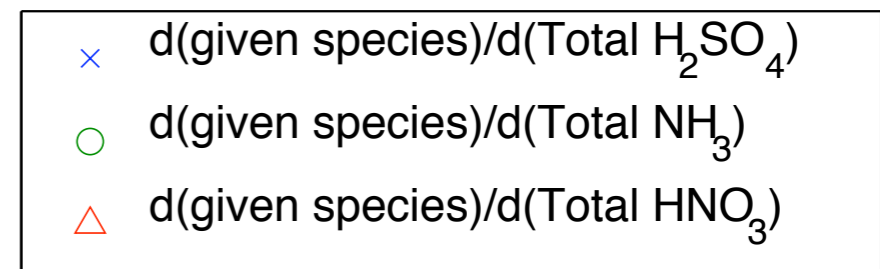 d(given species)/d(Total H₂SO₄)
d(given species)/d(Total NH₃)
d(given species)/d(Total HNO₃)